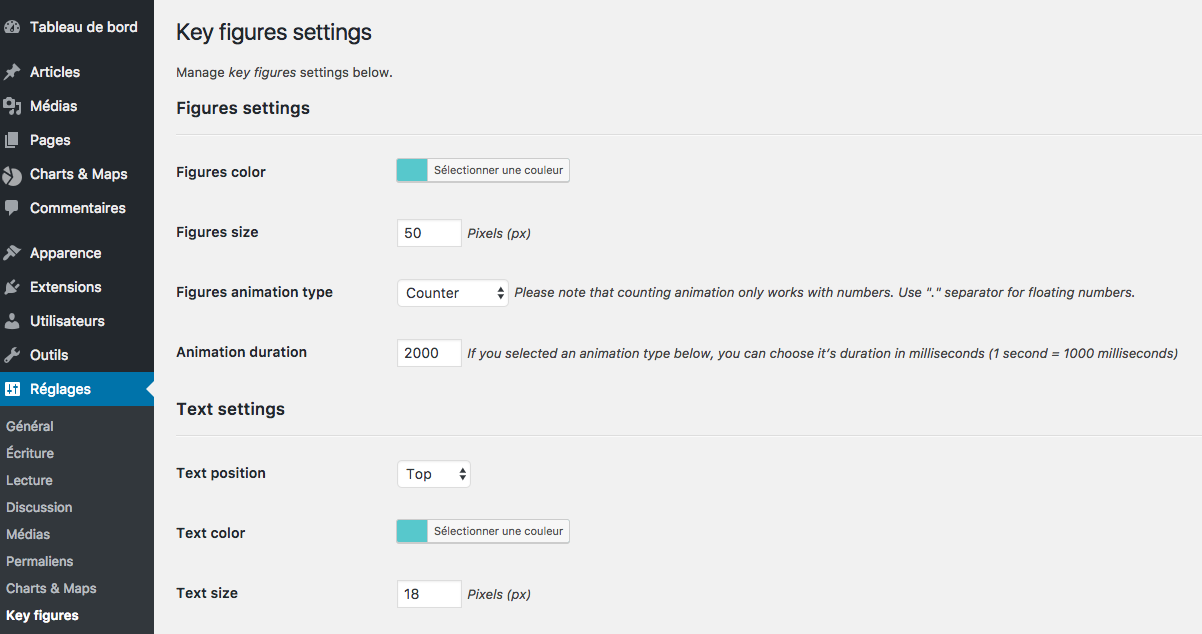 Tableau de bord
Articles
Médias
Pages
Charts & Maps
Commentaires
Apparence
Extensions
Utilisateurs
Outils
Réglages
Général
Écriture
Lecture
Discussion
Médias
Permaliens
Charts & Maps
Key figures
Key figures settings
Manage key figures settings below.
Figures settings
Figures color Sélectionner une couleur
Figures size 50 Pixels (px)
Figures animation type Counter Please note that counting animation only works with numbers. Use "." separator for floating numbers.
Animation duration 2000 If you selected an animation type below, you can choose it's duration in milliseconds (1 second = 1000 milliseconds)
Text settings
Text position Top
Text color Sélectionner une couleur
Text size 18 Pixels (px)